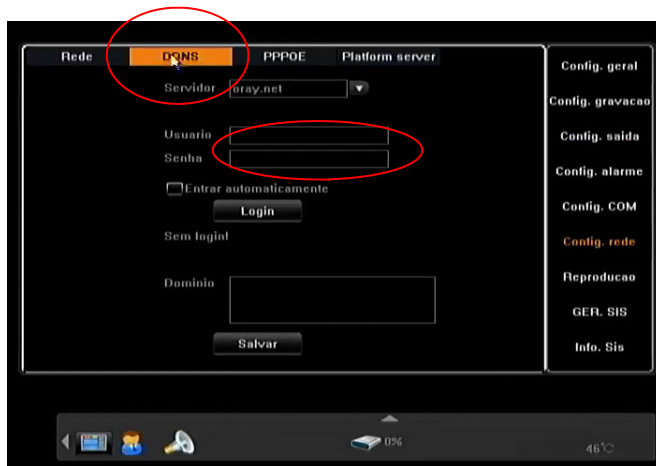 Rede DDNS PPPOE Platform server
Servidor oray.net
Usuario
Senha
Entrar automaticamente
Login
Sem login!
Dominio
Salvar
Config. geral
Config. gravacao
Config. saida
Config. alarme
Config. COM
Config. rede
Reproducao
GER. SIS
Info. Sis
0%
46°C